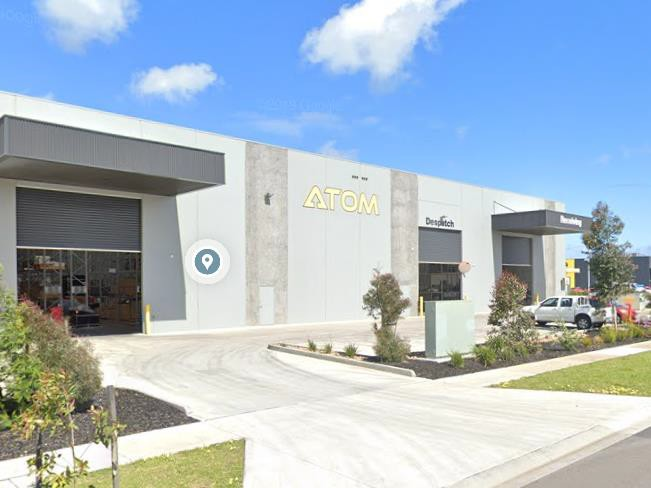 ATOM
Despatch
Receiving